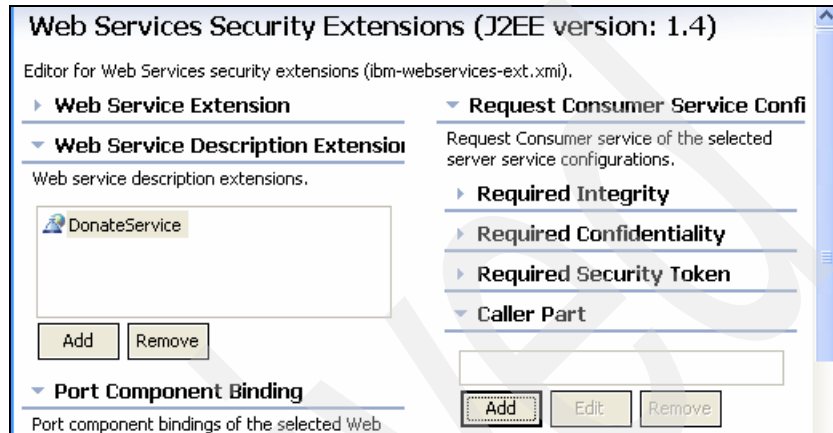 Web Services Security Extensions (J2EE version: 1.4)
Editor for Web Services security extensions (ibm-webservices-ext.xmi).
Web Service Extension
Web Service Description Extension
Web service description extensions.
DonateService
Add Remove
Port Component Binding
Port component bindings of the selected Web
Request Consumer Service Confi
Request Consumer service of the selected
server service configurations.
Required Integrity
Required Confidentiality
Required Security Token
Caller Part
Add Edit Remove